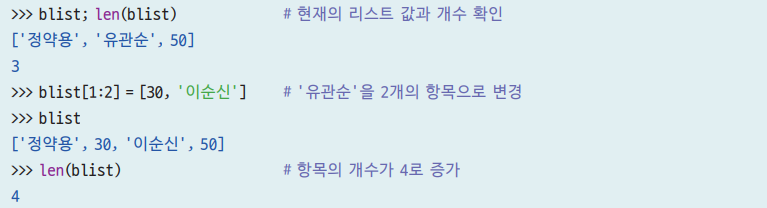 >>> blist; len(blist) # 현재의 리스트 값과 개수 확인
['정약용', '유관순', 50]
3
>>> blist[1:2] = [30, '이순신'] # '유관순'을 2개의 항목으로 변경
>>> blist
['정약용', 30, '이순신', 50]
>>> len(blist) # 항목의 개수가 4로 증가
4